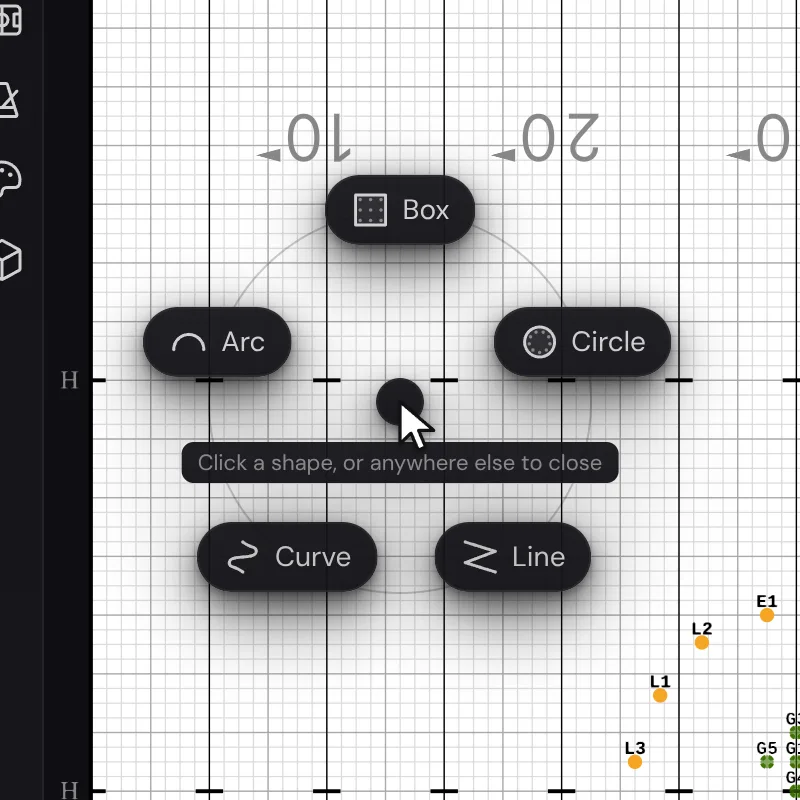 10
20
0
Box
Arc
Circle
H
Click a shape, or anywhere else to close
Curve
Line
E1
L2
L1
L3
G5
H